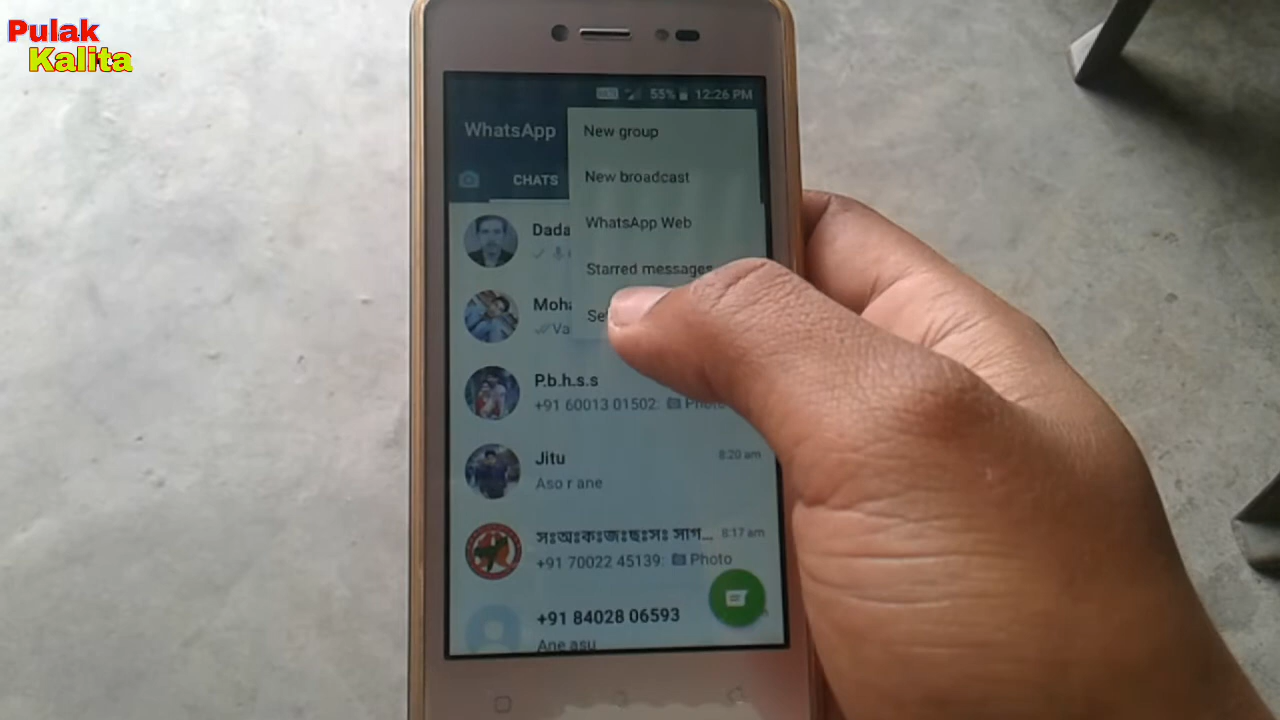 Pulak
Kalita
55% 12:26 PM
WhatsApp
New group
CHATS
New broadcast
WhatsApp Web
Dada
Starred messages
Moha
Se
Va
P.b.h.s.s
+91 60013 01502: Photo
Jitu 8:20 am
Aso r ane
সঃঅঃকঃজঃছঃসঃ সাগ... 8:17 am
+91 70022 45139: Photo
+91 84028 06593
Ane asu